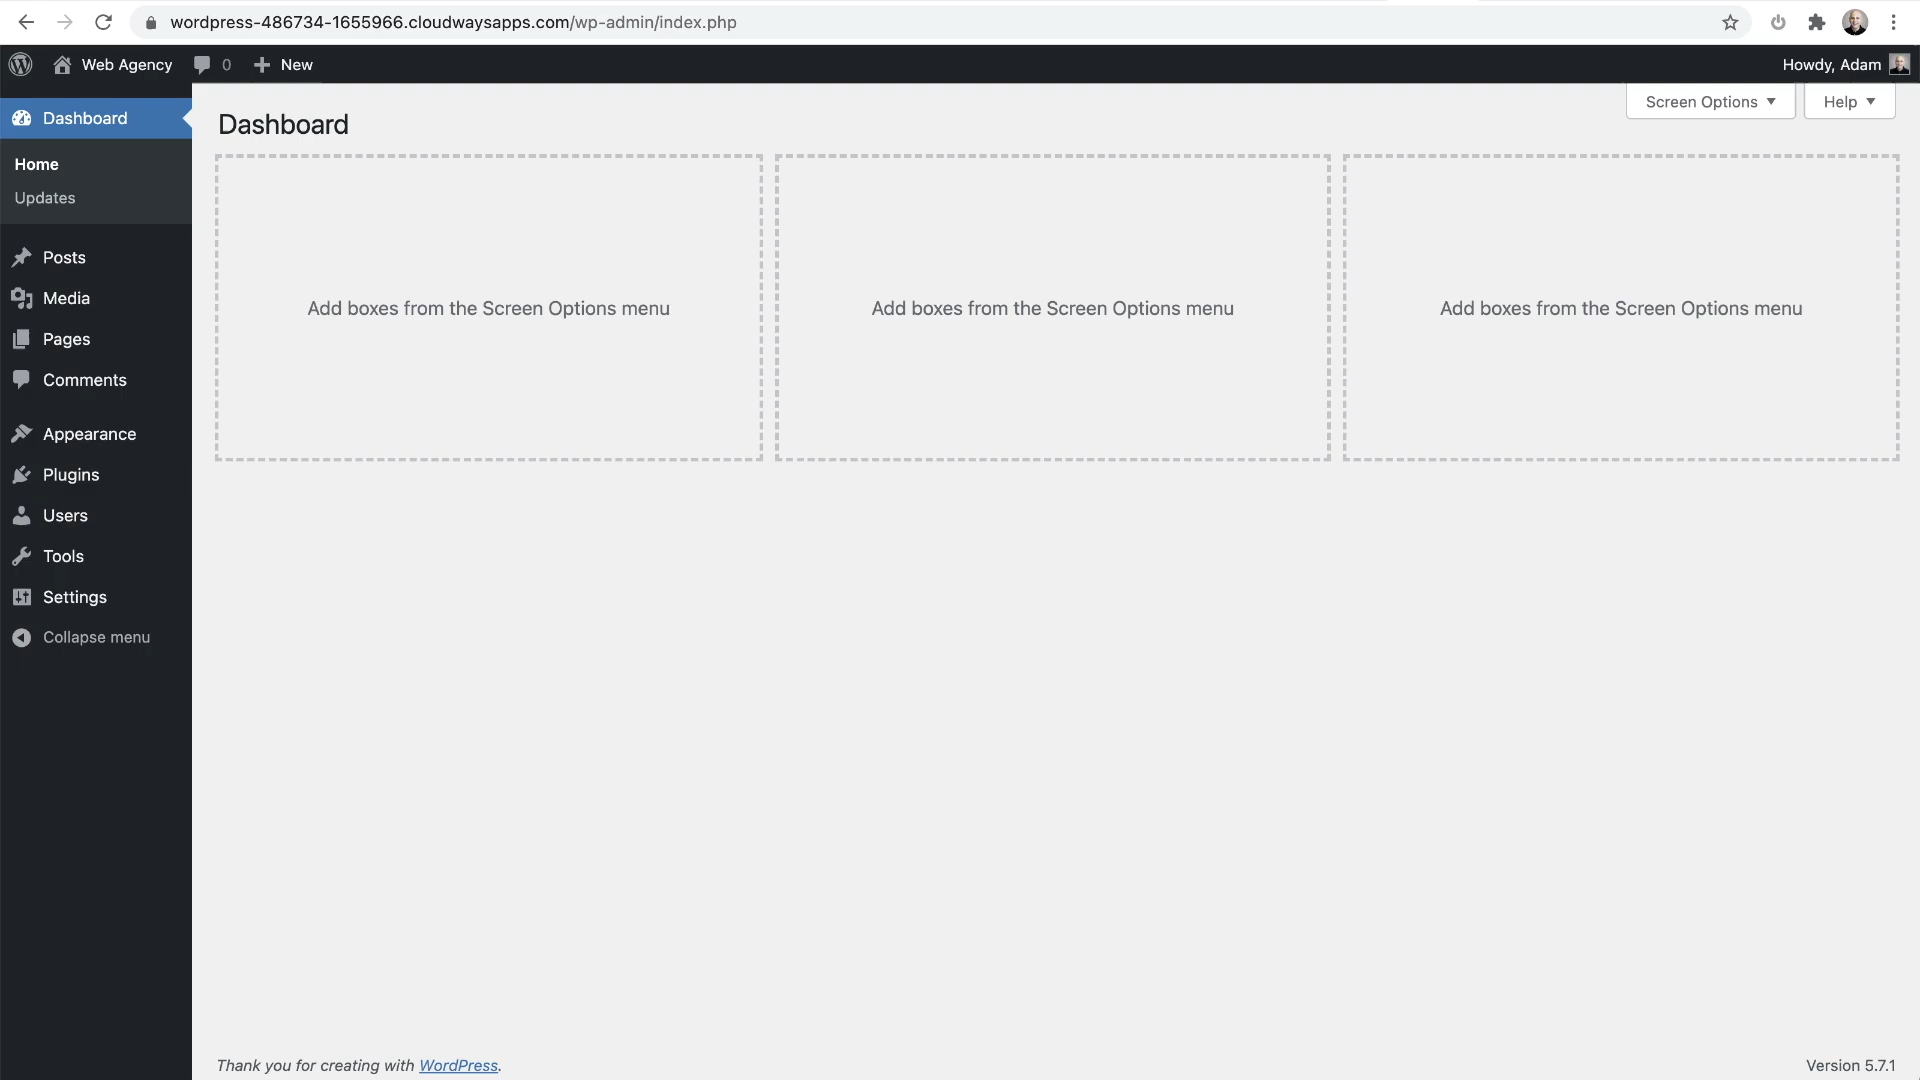 wordpress-486734-1655966.cloudwaysapps.com/wp-admin/index.php
Web Agency
0
New
Howdy, Adam
Dashboard
Home
Updates
Posts
Media
Pages
Comments
Appearance
Plugins
Users
Tools
Settings
Collapse menu
Screen Options
Help
Dashboard
Add boxes from the Screen Options menu
Add boxes from the Screen Options menu
Add boxes from the Screen Options menu
Thank you for creating with WordPress.
Version 5.7.1